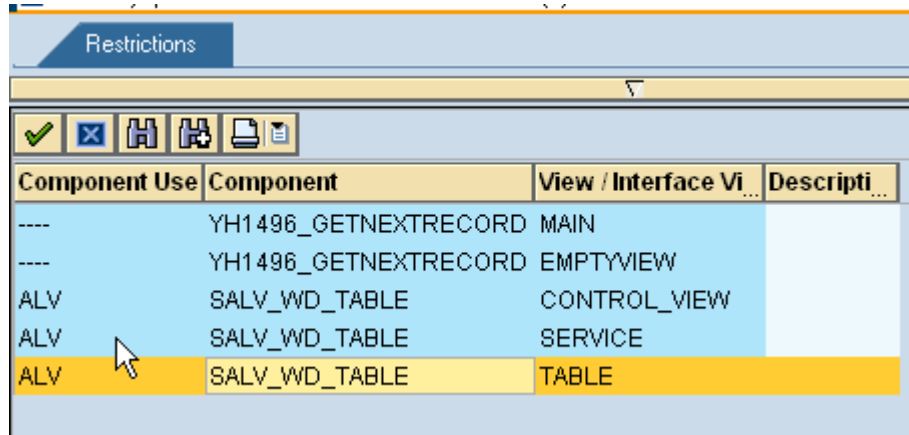 Restrictions
Component Use Component View / Interface Vi... Descripti...
---- YH1496_GETNEXTRECORD MAIN
---- YH1496_GETNEXTRECORD EMPTYVIEW
ALV SALV_WD_TABLE CONTROL_VIEW
ALV SALV_WD_TABLE SERVICE
ALV SALV_WD_TABLE TABLE